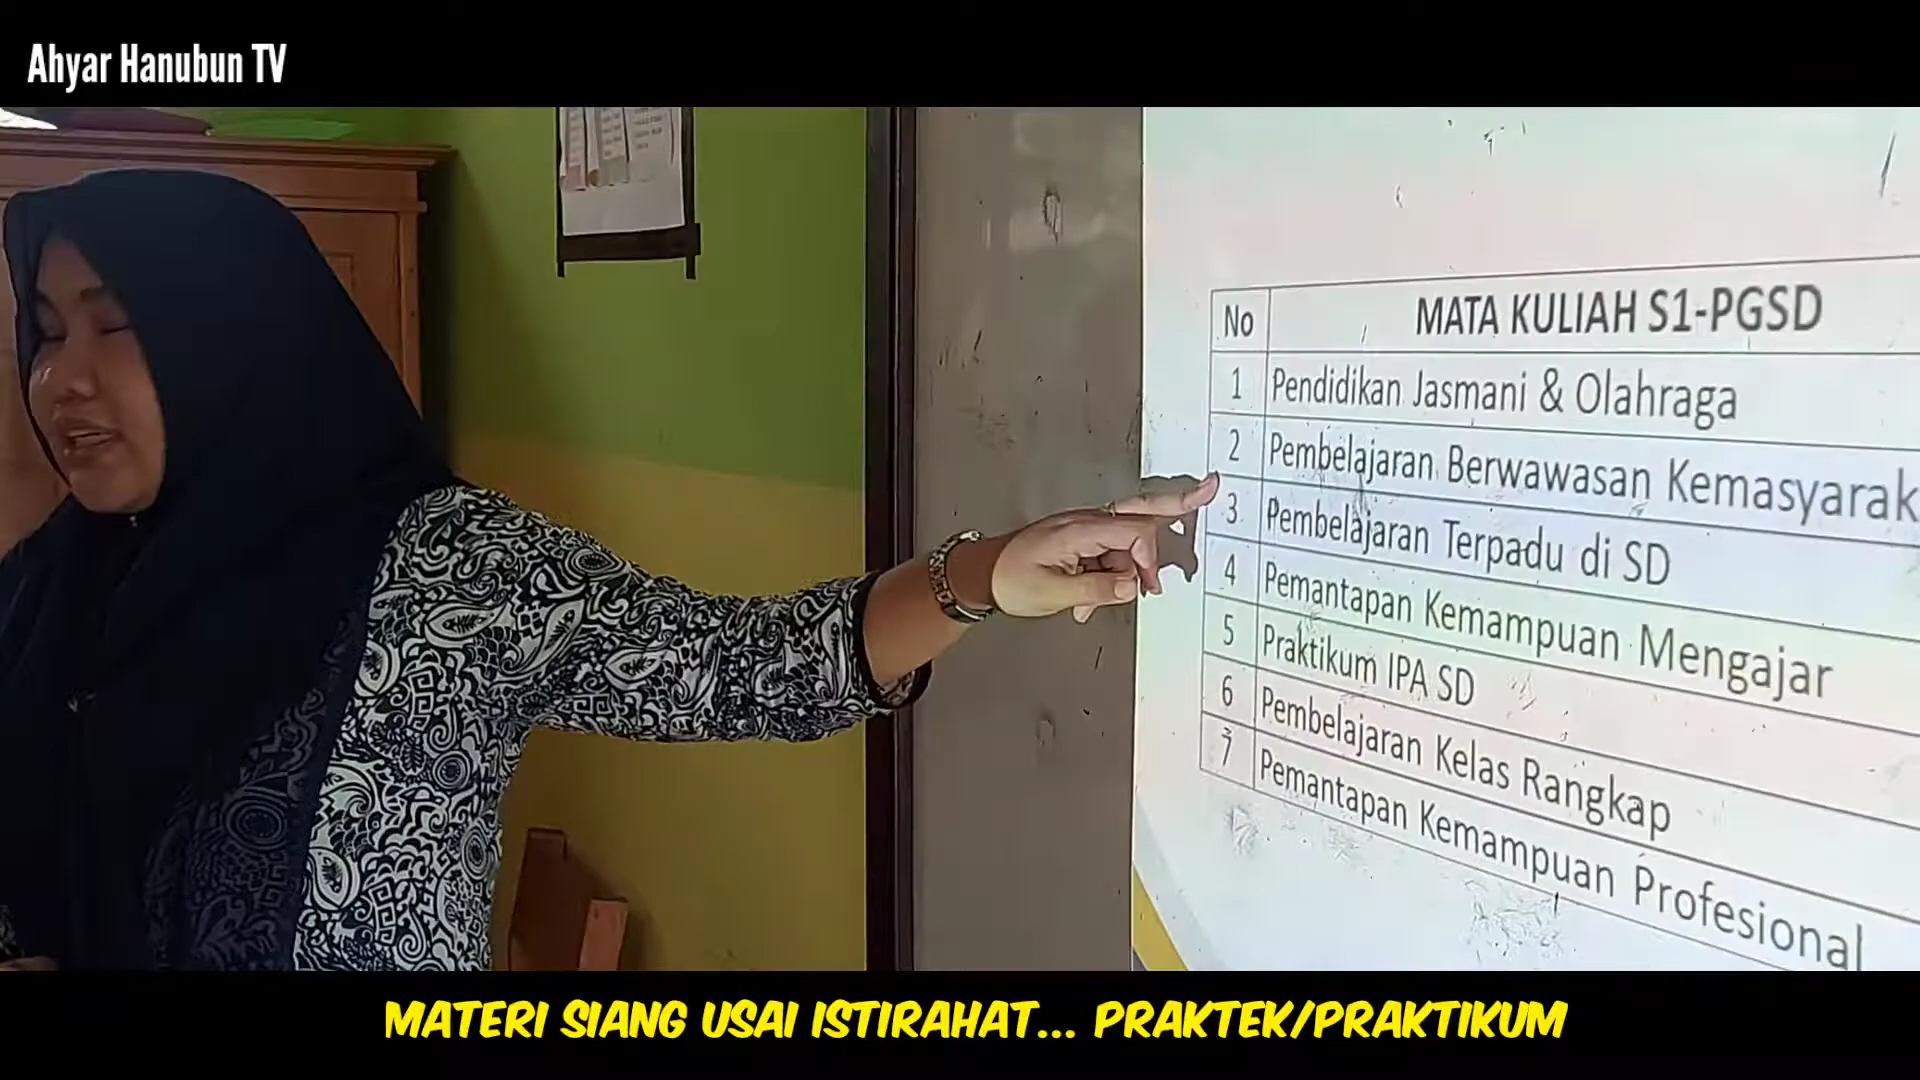 Ahyar Hanubun TV
No MATA KULIAH S1-PGSD
1 Pendidikan Jasmani & Olahraga
2 Pembelajaran Berwawasan Kemasyarak
3 Pembelajaran Terpadu di SD
4 Pemantapan Kemampuan Mengajar
5 Praktikum IPA SD
6 Pembelajaran Kelas Rangkap
7 Pemantapan Kemampuan Profesional
MATERI SIANG USAI ISTIRAHAT... PRAKTEK/PRAKTIKUM